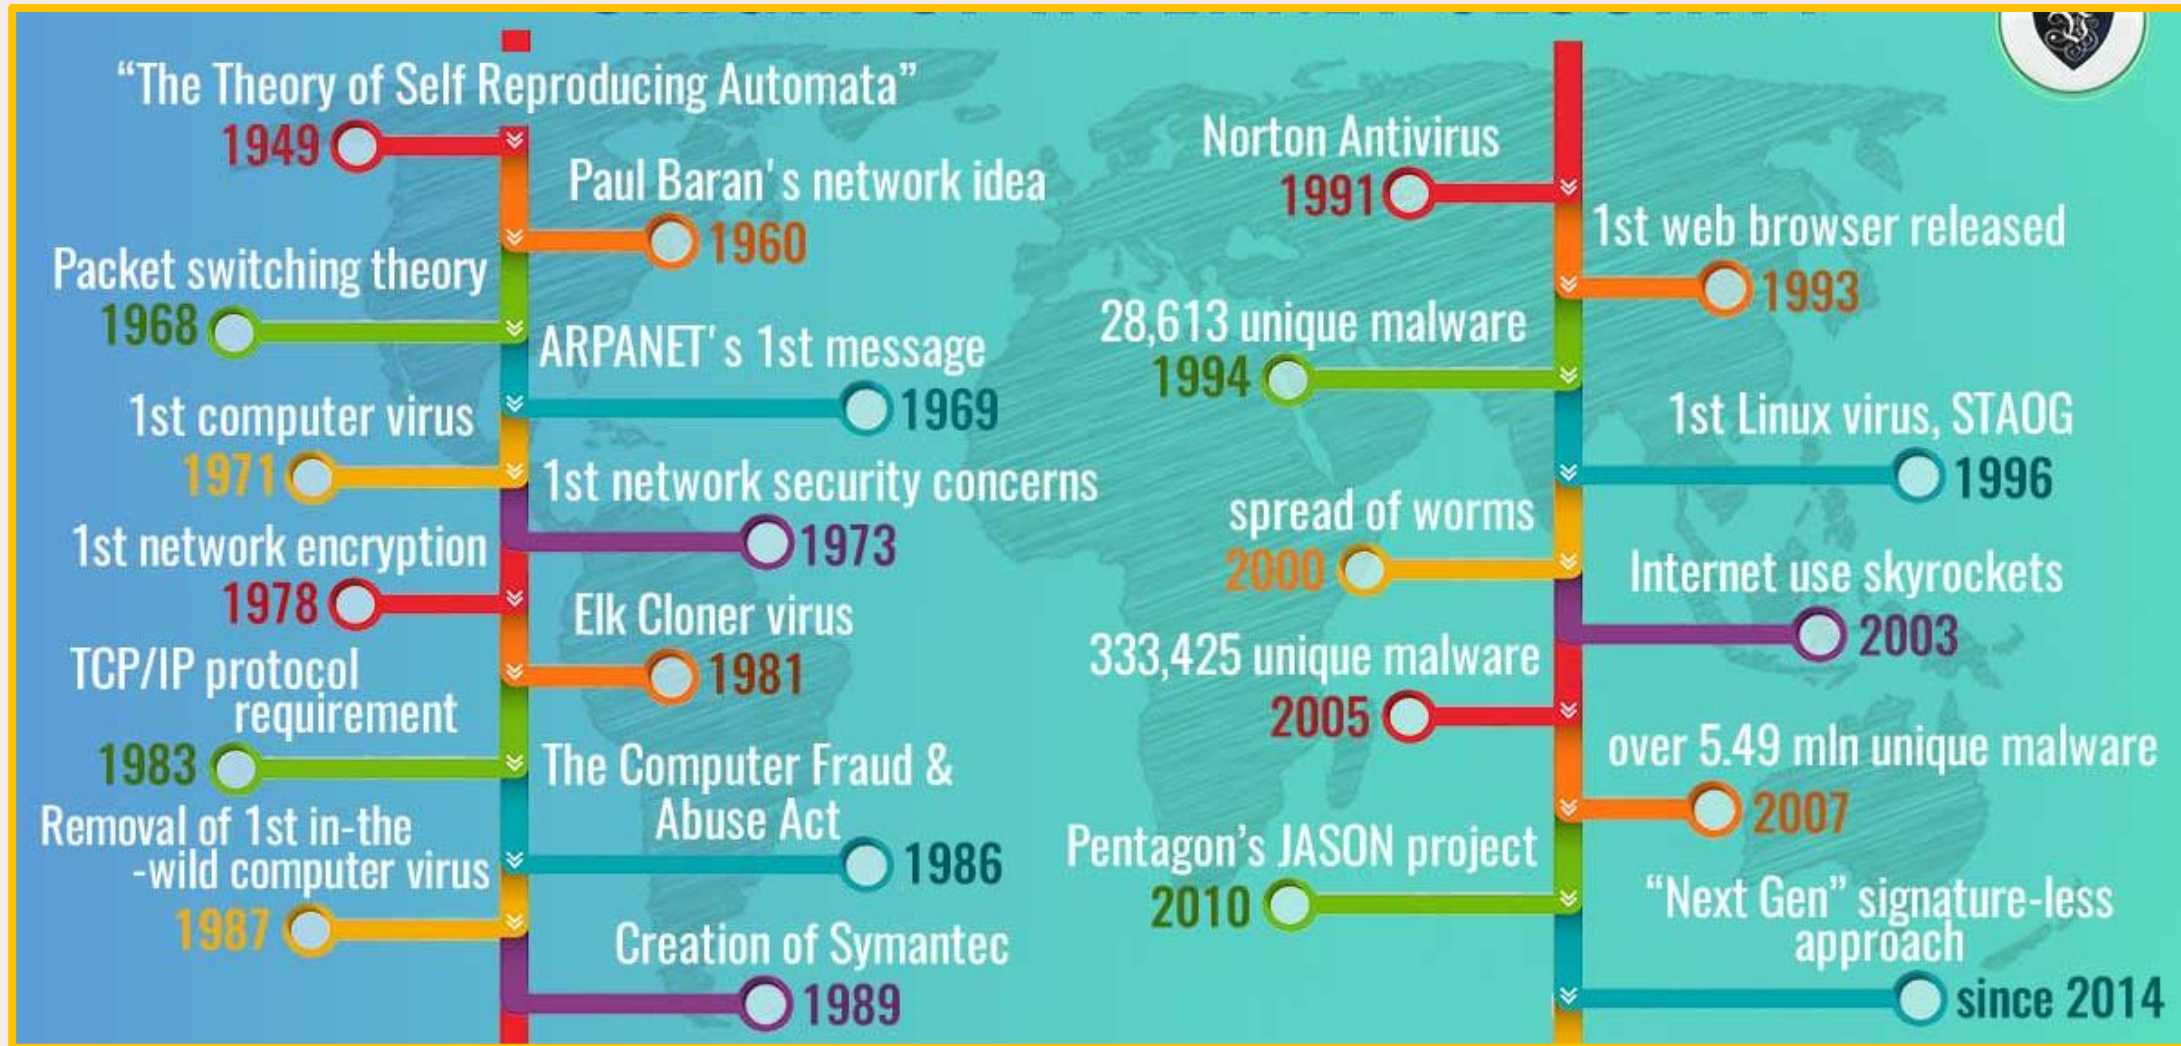 “The Theory of Self Reproducing Automata”
1949
Paul Baran's network idea
1960
Packet switching theory
1968
ARPANET's 1st message
1969
1st computer virus
1971
1st network security concerns
1973
1st network encryption
1978
Elk Cloner virus
1981
TCP/IP protocol
requirement
1983
The Computer Fraud &
Abuse Act
1986
Removal of 1st in-the
-wild computer virus
1987
Creation of Symantec
1989
Norton Antivirus
1991
1st web browser released
1993
28,613 unique malware
1994
1st Linux virus, STAOG
1996
spread of worms
2000
Internet use skyrockets
2003
333,425 unique malware
2005
over 5.49 mln unique malware
2007
Pentagon’s JASON project
2010
“Next Gen” signature-less
approach
since 2014